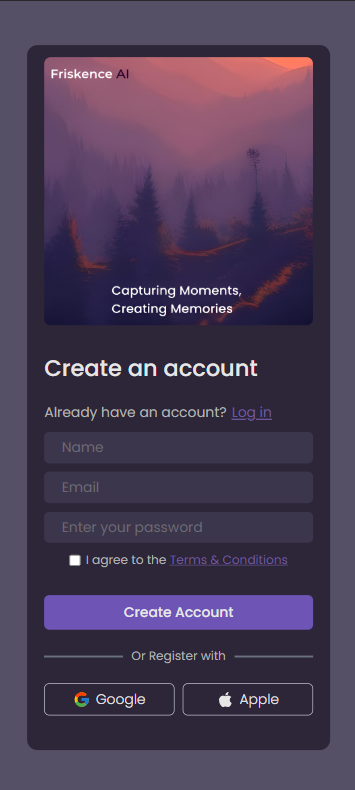 Friskence AI
Capturing Moments,
Creating Memories
Create an account
Already have an account? Log in
Name
Email
Enter your password
I agree to the Terms & Conditions
Create Account
Or Register with
Google
Apple